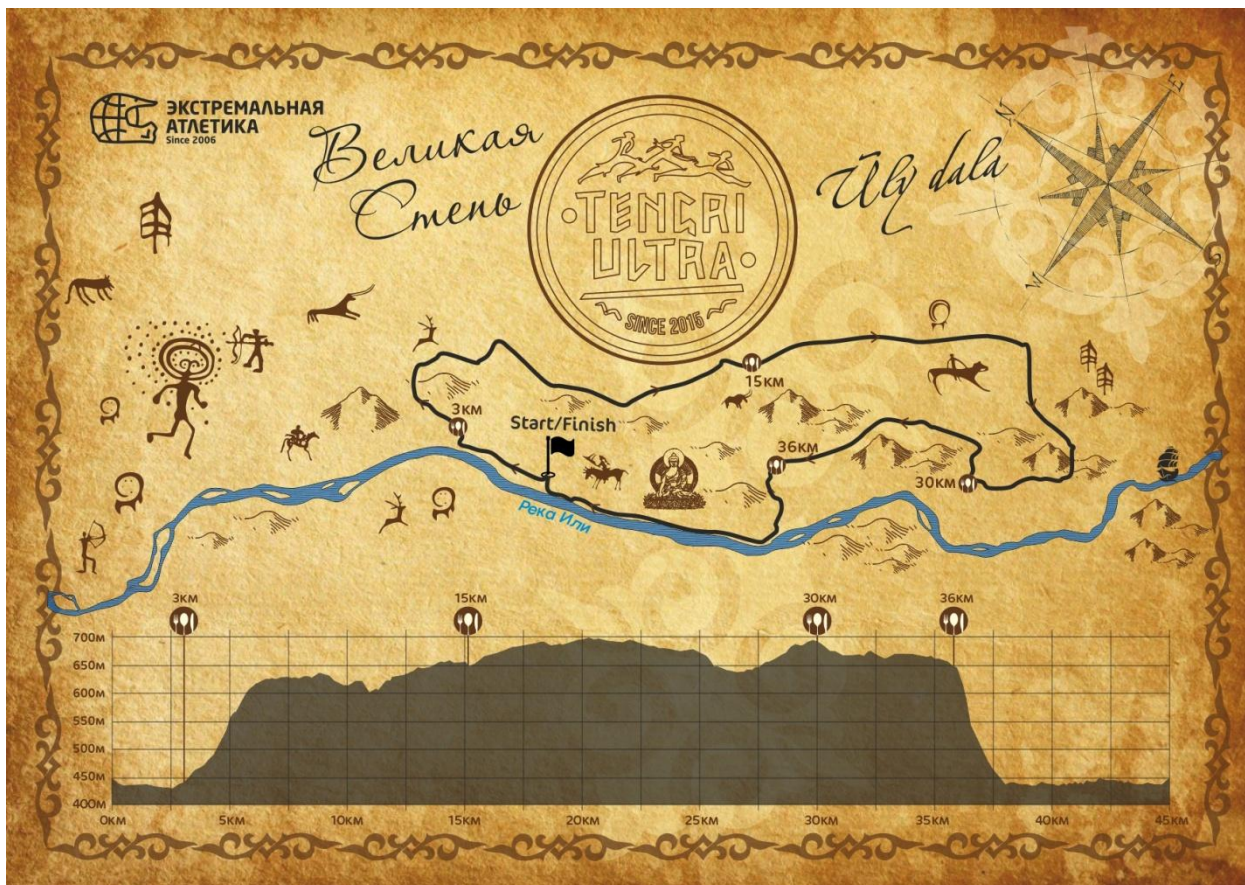 ЭКСТРЕМАЛЬНАЯ
АТЛЕТИКА
Since 2006
Великая
Степь
TENGRI
ULTRA
SINCE 2015
Ūly dala
N
E
W
S
3КМ
Start/Finish
15КМ
36КМ
30КМ
Река Или
3КМ
15КМ
30КМ
36КМ
700М
650М
600М
550М
500М
450М
400М
0КМ
5КМ
10КМ
15КМ
20КМ
25КМ
30КМ
35КМ
40КМ
45КМ